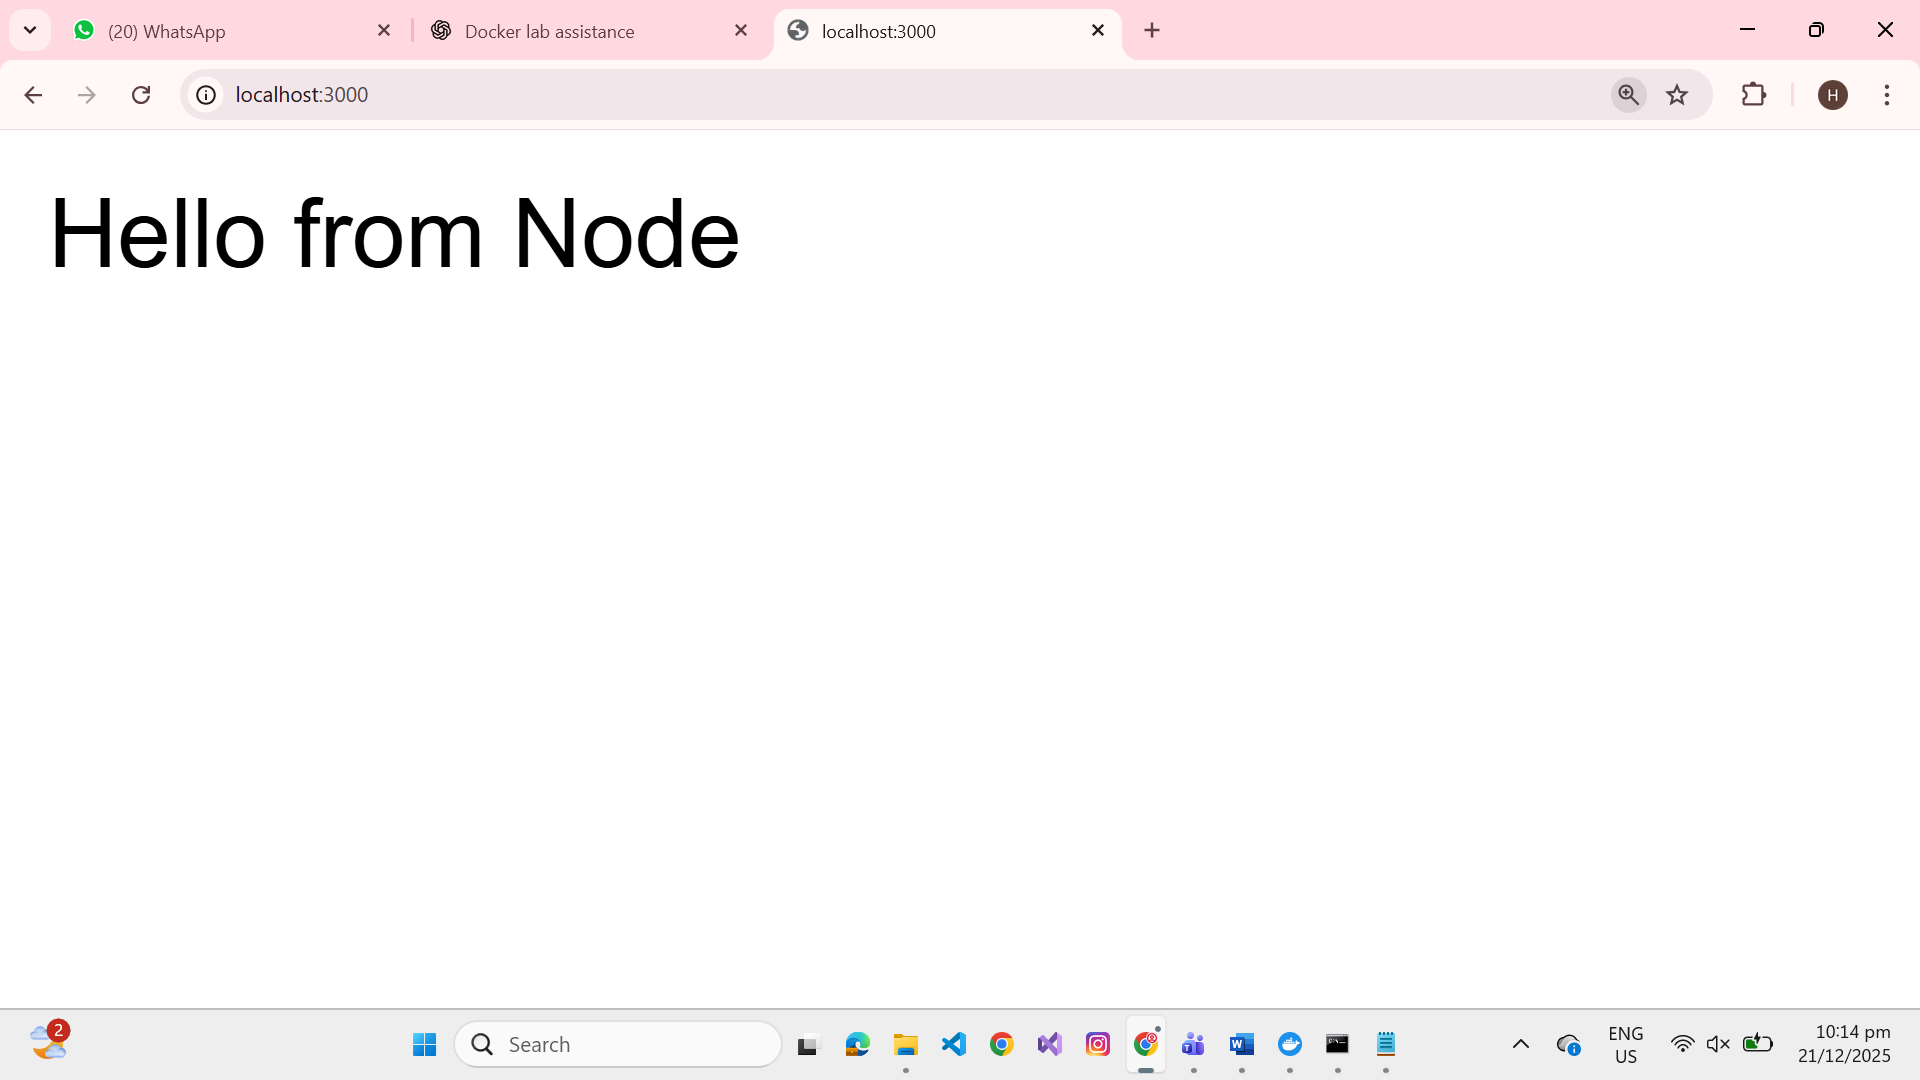 (20) WhatsApp
Docker lab assistance
localhost:3000
localhost:3000
H
Hello from Node
2
Search
ENG
US
10:14 pm
21/12/2025